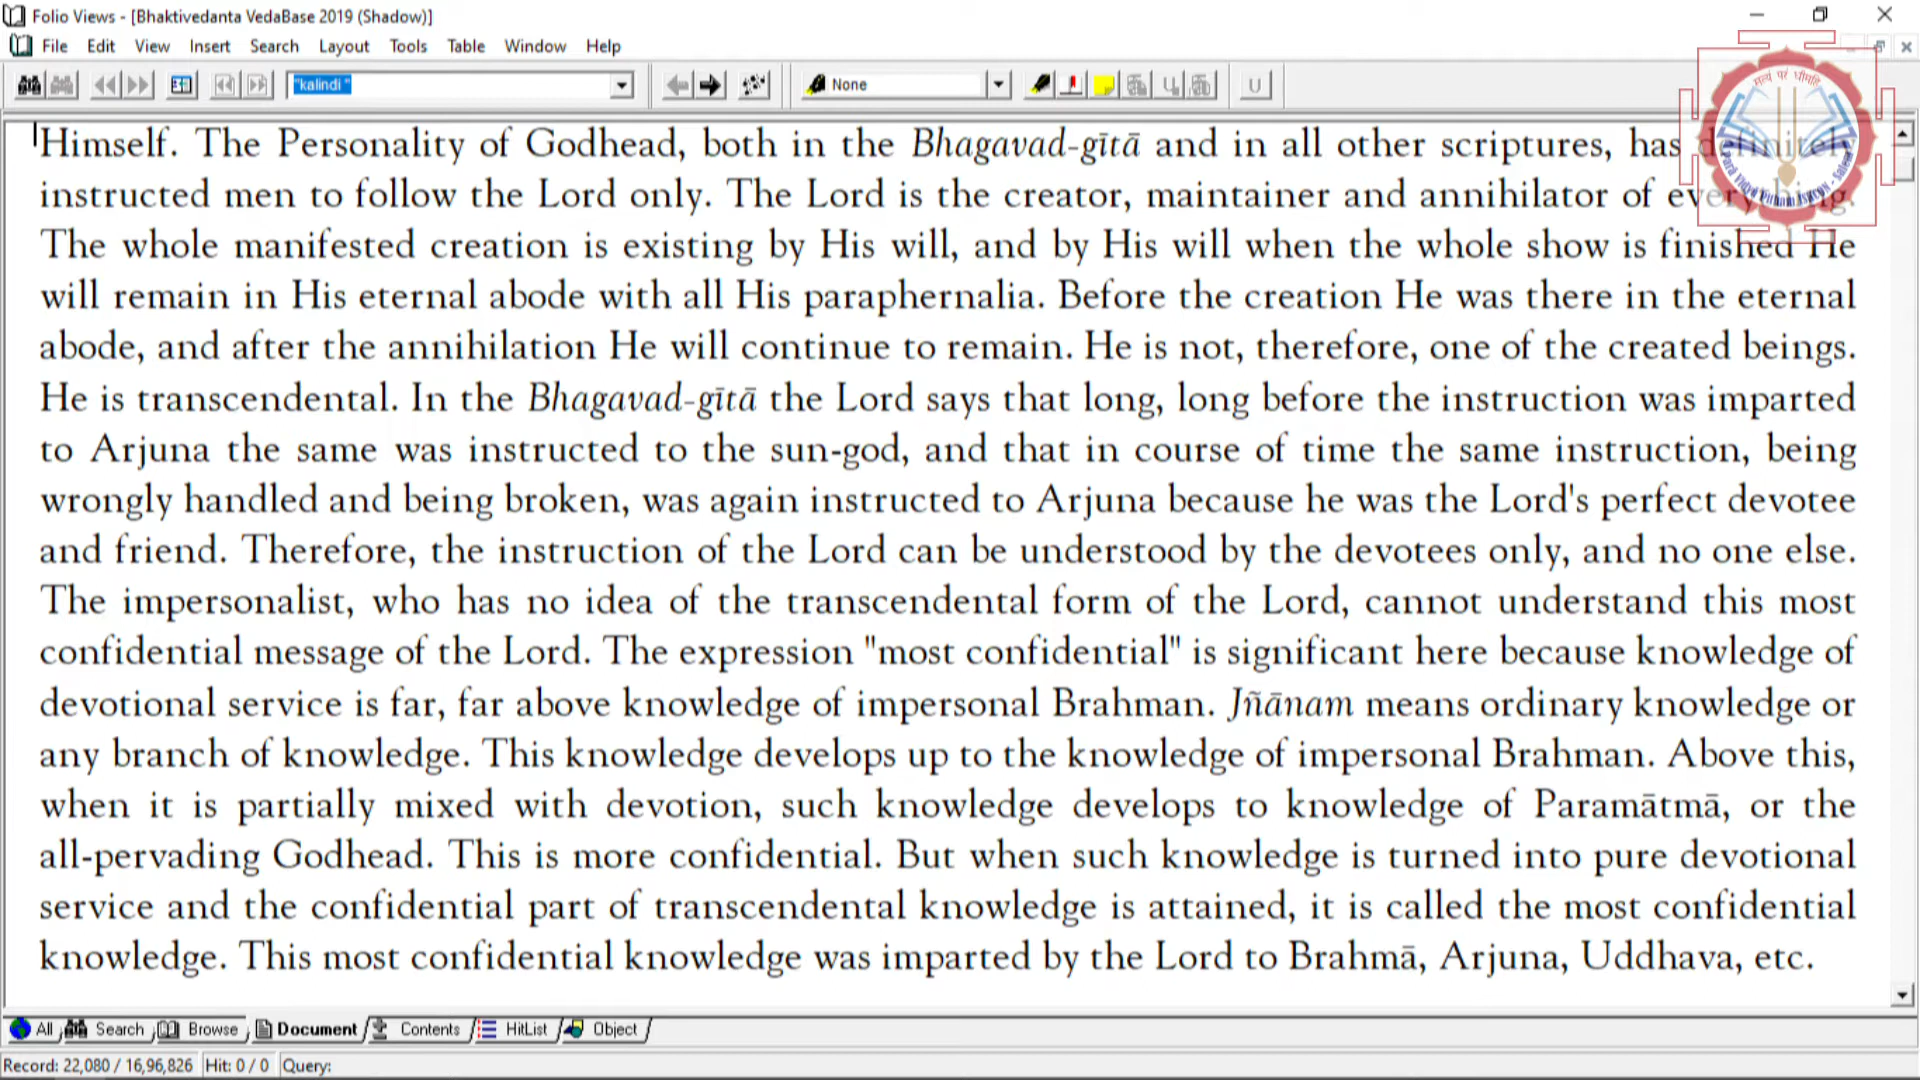 Folio Views - [Bhaktivedanta VedaBase 2019 (Shadow)]
File Edit View Insert Search Layout Tools Table Window Help
"kalindi "
None
U
सत्यं परं धीमहि
Himself. The Personality of Godhead, both in the Bhagavad-gītā and in all other scriptures, has definitely
instructed men to follow the Lord only. The Lord is the creator, maintainer and annihilator of everything.
The whole manifested creation is existing by His will, and by His will when the whole show is finished He
will remain in His eternal abode with all His paraphernalia. Before the creation He was there in the eternal
abode, and after the annihilation He will continue to remain. He is not, therefore, one of the created beings.
He is transcendental. In the Bhagavad-gītā the Lord says that long, long before the instruction was imparted
to Arjuna the same was instructed to the sun-god, and that in course of time the same instruction, being
wrongly handled and being broken, was again instructed to Arjuna because he was the Lord's perfect devotee
and friend. Therefore, the instruction of the Lord can be understood by the devotees only, and no one else.
The impersonalist, who has no idea of the transcendental form of the Lord, cannot understand this most
confidential message of the Lord. The expression "most confidential" is significant here because knowledge of
devotional service is far, far above knowledge of impersonal Brahman. Jñānam means ordinary knowledge or
any branch of knowledge. This knowledge develops up to the knowledge of impersonal Brahman. Above this,
when it is partially mixed with devotion, such knowledge develops to knowledge of Paramātmā, or the
all-pervading Godhead. This is more confidential. But when such knowledge is turned into pure devotional
service and the confidential part of transcendental knowledge is attained, it is called the most confidential
knowledge. This most confidential knowledge was imparted by the Lord to Brahmā, Arjuna, Uddhava, etc.
All Search Browse Document Contents HitList Object
Record: 22,080 / 16,96,826 Hit: 0 / 0 Query: